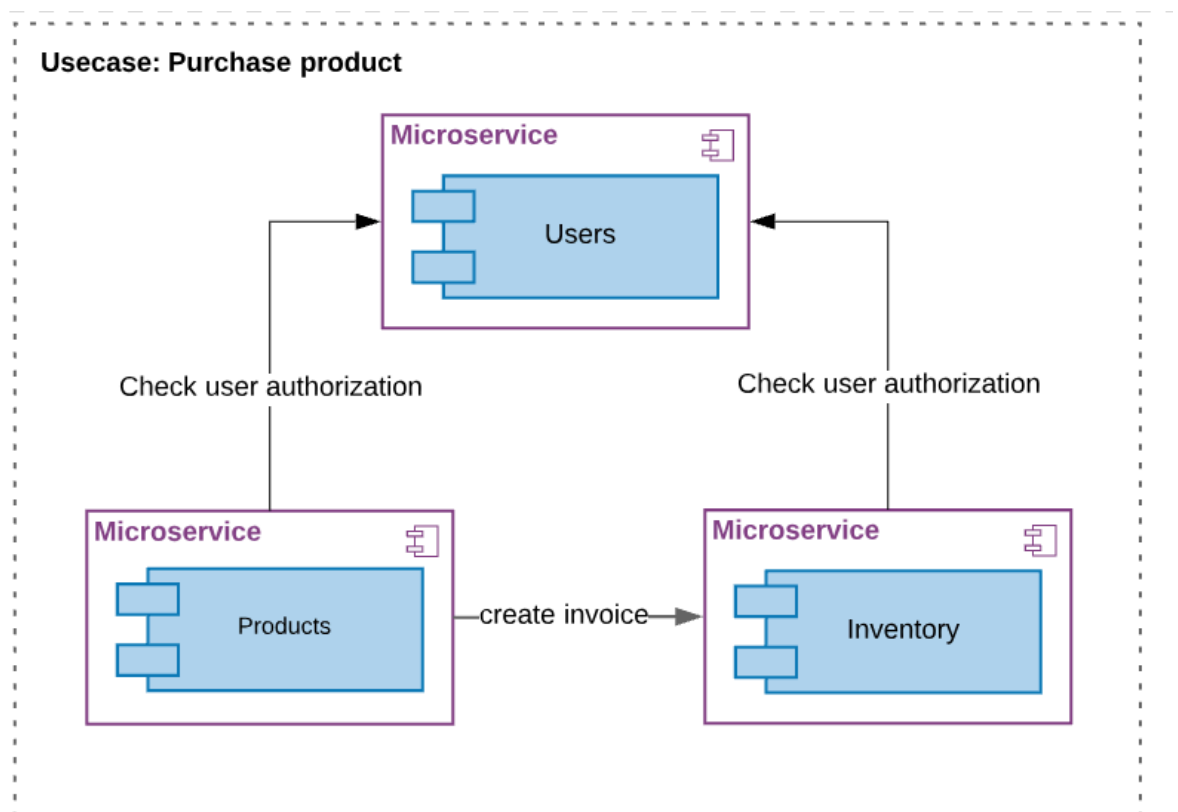 Usecase: Purchase product
Microservice
Users
Check user authorization
Check user authorization
Microservice
Products
create invoice
Microservice
Inventory